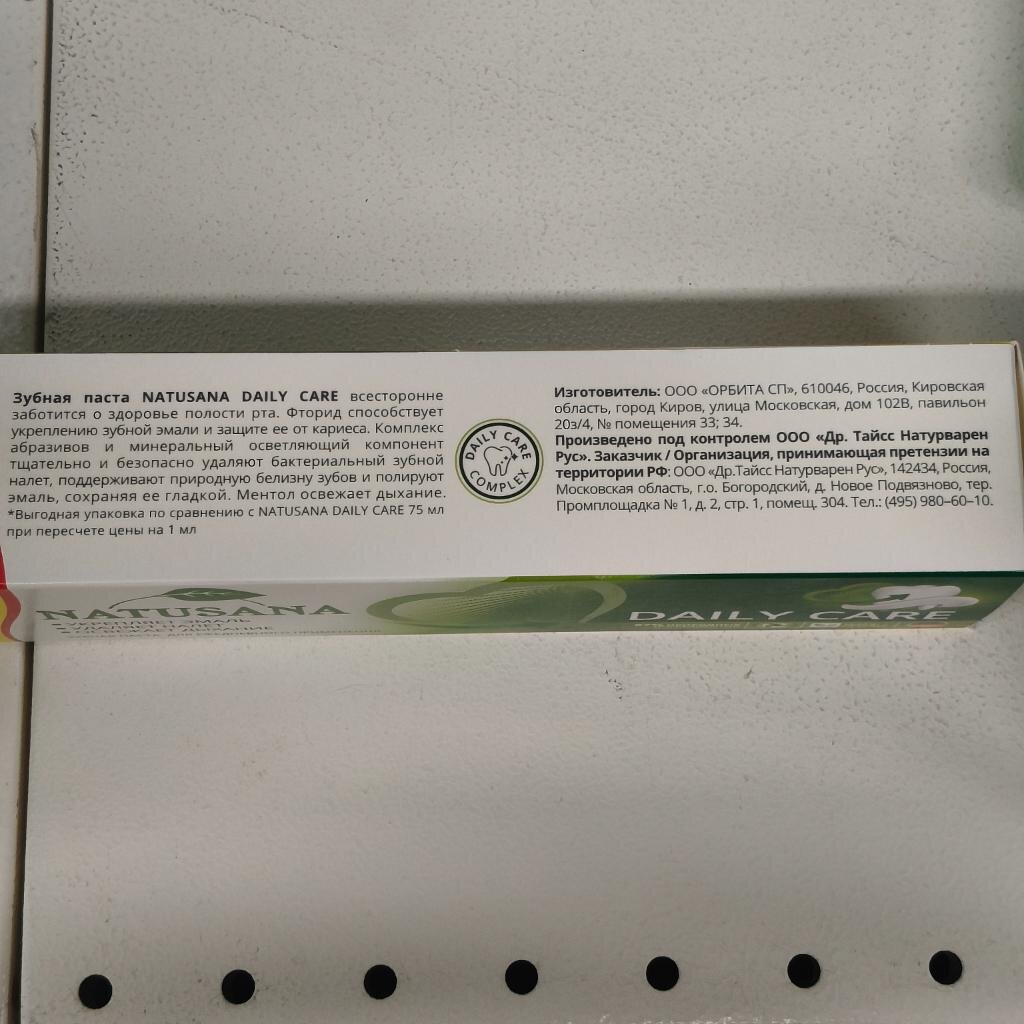 Зубная паста NATUSANA DAILY CARE всесторонне
заботится о здоровье полости рта. Фторид способствует
укреплению зубной эмали и защите ее от кариеса. Комплекс
абразивов и минеральный осветляющий компонент
тщательно и безопасно удаляют бактериальный зубной
налет, поддерживают природную белизну зубов и полируют
эмаль, сохраняя ее гладкой. Ментол освежает дыхание.
*Выгодная упаковка по сравнению с NATUSANA DAILY CARE 75 мл
при пересчете цены на 1 мл
DAILY CARE
COMPLEX
Изготовитель: ООО «ОРБИТА СП», 610046, Россия, Кировская
область, город Киров, улица Московская, дом 102В, павильон
20з/4, № помещения 33; 34.
Произведено под контролем ООО «Др. Тайсс Натурварен
Рус». Заказчик / Организация, принимающая претензии на
территории РФ: ООО «Др.Тайсс Натурварен Рус», 142434, Россия,
Московская область, г.о. Богородский, д. Новое Подвязново, тер.
Промплощадка № 1, д. 2, стр. 1, помещ. 304. Тел.: (495) 980–60–10.
NATUSANA
УКРЕПЛЯЕТ ЭМАЛЬ
УДАЛЯЕТ НАЛЕТ
ОСВЕЖАЕТ ДЫХАНИЕ
DAILY CARE